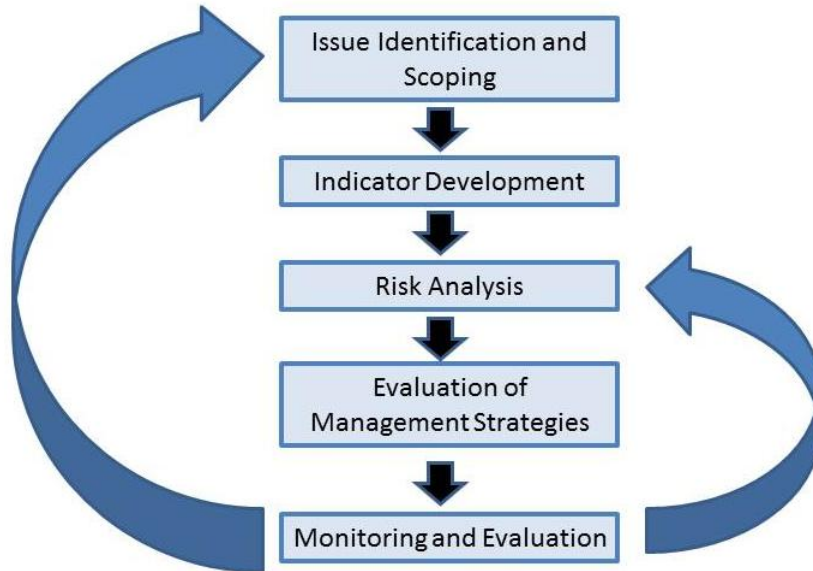 Issue Identification and
Scoping
Indicator Development
Risk Analysis
Evaluation of
Management Strategies
Monitoring and Evaluation